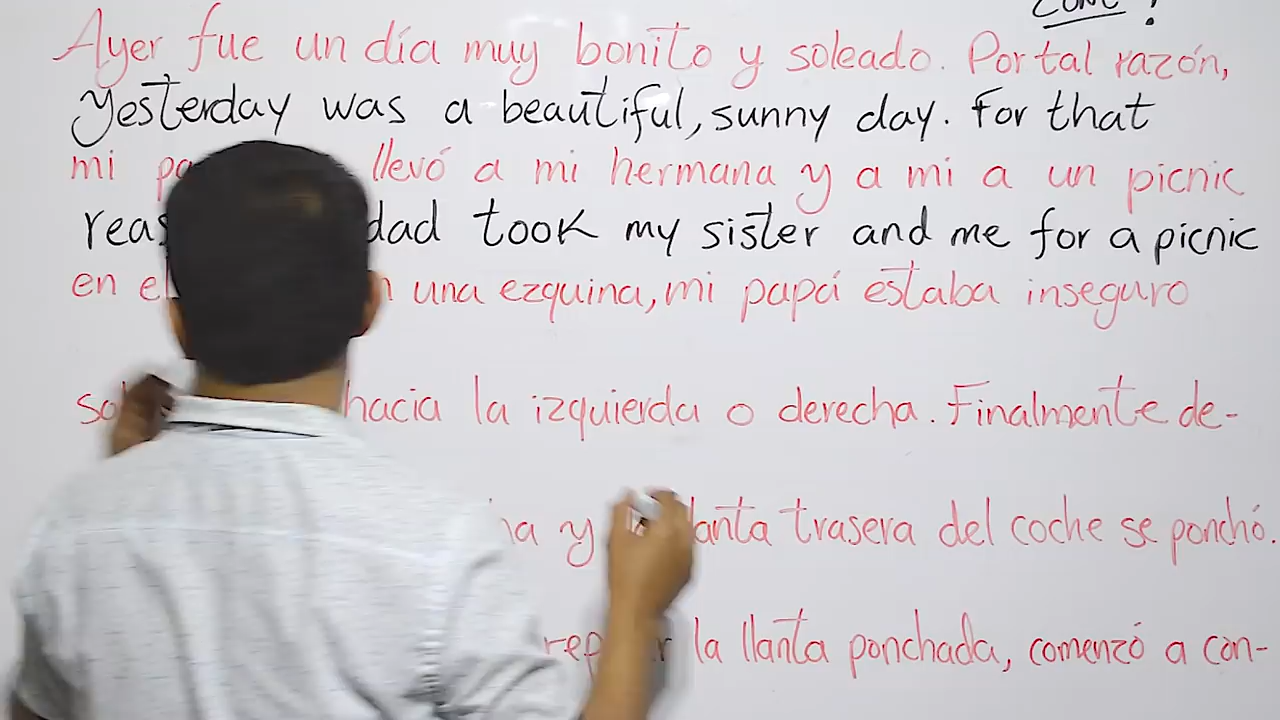 Ayer fue un día muy bonito y soleado. Por tal razón,
Yesterday was a beautiful, sunny day. For that
mi llevó a mi hermana y a mi a un picnic
dad took my sister and me for a picnic
en una ezquina, mi papá estaba inseguro
hacia la izquierda o derecha. Finalmente de-
y trasera del coche se ponchó.
la llanta ponchada, comenzó a con-